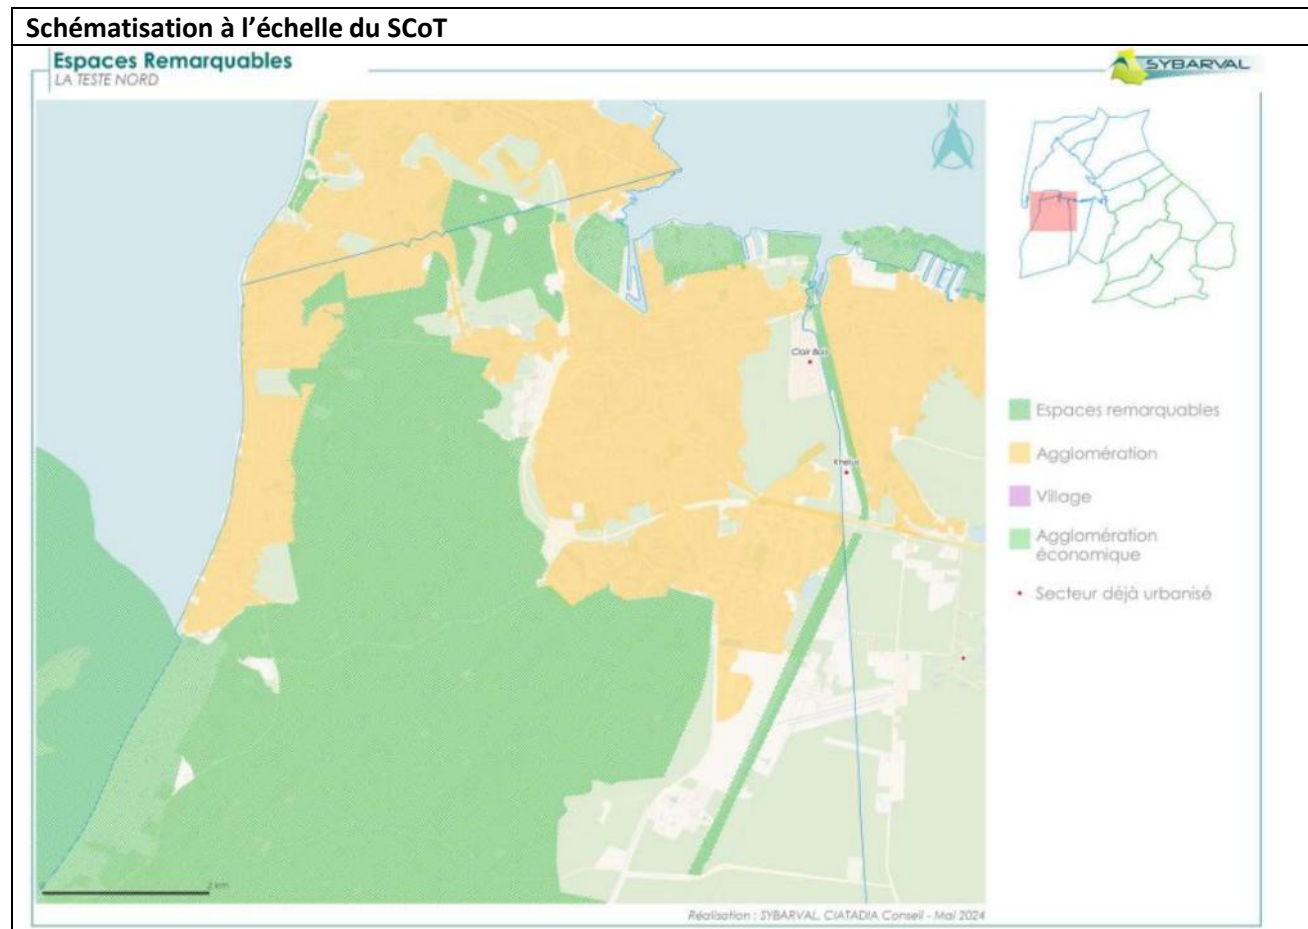 Schématisation à l’échelle du SCoT
Espaces Remarquables
LA TESTE NORD
SYBARVAL
N
Clair Bois
Khelus
Espaces remarquables
Agglomération
Village
Agglomération
économique
Secteur déjà urbanisé
2 km
Réalisation : SYBARVAL, CIATADIA Conseil - Mai 2024